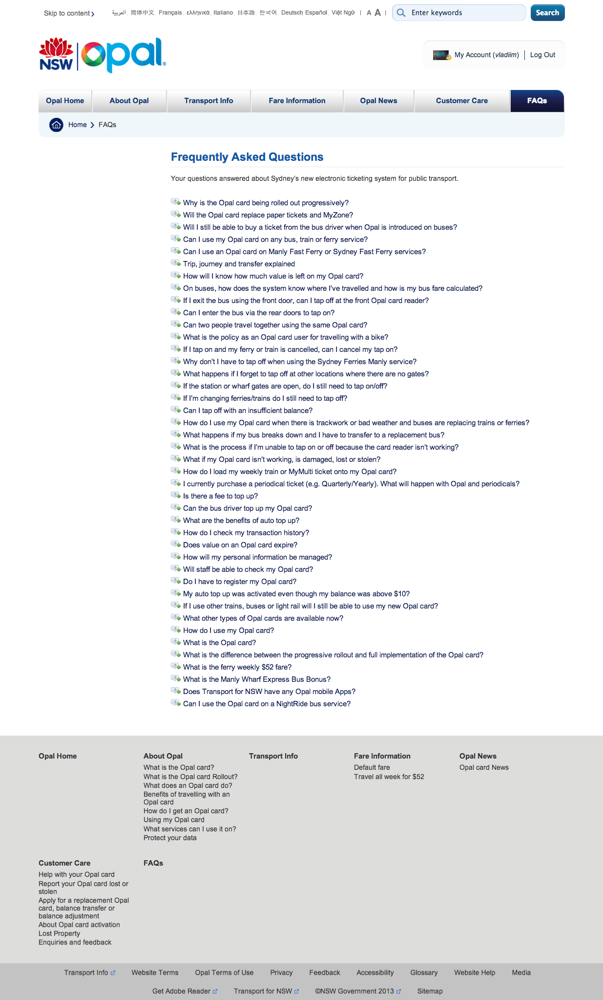 Skip to content
العربية 简体中文 Français ελληνικά Italiano 日本語 한국어 Deutsch Español Việt Ngữ | A A |
Enter keywords
Search
NSW opal®
opal
My Account (vladiim) | Log Out
Opal Home
About Opal
Transport Info
Fare Information
Opal News
Customer Care
FAQs
Home FAQs
Frequently Asked Questions
Your questions answered about Sydney's new electronic ticketing system for public transport.
Why is the Opal card being rolled out progressively?
Will the Opal card replace paper tickets and MyZone?
Will I still be able to buy a ticket from the bus driver when Opal is introduced on buses?
Can I use my Opal card on any bus, train or ferry service?
Can I use an Opal card on Manly Fast Ferry or Sydney Fast Ferry services?
Trip, journey and transfer explained
How will I know how much value is left on my Opal card?
On buses, how does the system know where I've travelled and how is my bus fare calculated?
If I exit the bus using the front door, can I tap off at the front Opal card reader?
Can I enter the bus via the rear doors to tap on?
Can two people travel together using the same Opal card?
What is the policy as an Opal card user for travelling with a bike?
If I tap on and my ferry or train is cancelled, can I cancel my tap on?
Why don't I have to tap off when using the Sydney Ferries Manly service?
What happens if I forget to tap off at other locations where there are no gates?
If the station or wharf gates are open, do I still need to tap on/off?
If I'm changing ferries/trains do I still need to tap off?
Can I tap off with an insufficient balance?
How do I use my Opal card when there is trackwork or bad weather and buses are replacing trains or ferries?
What happens if my bus breaks down and I have to transfer to a replacement bus?
What is the process if I'm unable to tap on or off because the card reader isn't working?
What if my Opal card isn't working, is damaged, lost or stolen?
How do I load my weekly train or MyMulti ticket onto my Opal card?
I currently purchase a periodical ticket (e.g. Quarterly/Yearly). What will happen with Opal and periodicals?
Is there a fee to top up?
Can the bus driver top up my Opal card?
What are the benefits of auto top up?
How do I check my transaction history?
Does value on an Opal card expire?
How will my personal information be managed?
Will staff be able to check my Opal card?
Do I have to register my Opal card?
My auto top up was activated even though my balance was above $10?
If I use other trains, buses or light rail will I still be able to use my new Opal card?
What other types of Opal cards are available now?
How do I use my Opal card?
What is the Opal card?
What is the difference between the progressive rollout and full implementation of the Opal card?
What is the ferry weekly $52 fare?
What is the Manly Wharf Express Bus Bonus?
Does Transport for NSW have any Opal mobile Apps?
Can I use the Opal card on a NightRide bus service?
Opal Home
About Opal
What is the Opal card?
What is the Opal card Rollout?
What does an Opal card do?
Benefits of travelling with an
Opal card
How do I get an Opal card?
Using my Opal card
What services can I use it on?
Protect your data
Transport Info
Fare Information
Default fare
Travel all week for $52
Opal News
Opal card News
Customer Care
Help with your Opal card
Report your Opal card lost or
stolen
Apply for a replacement Opal
card, balance transfer or
balance adjustment
About Opal card activation
Lost Property
Enquiries and feedback
FAQs
Transport Info Website Terms Opal Terms of Use Privacy Feedback Accessibility Glossary Website Help Media
Get Adobe Reader Transport for NSW ©NSW Government 2013 Sitemap